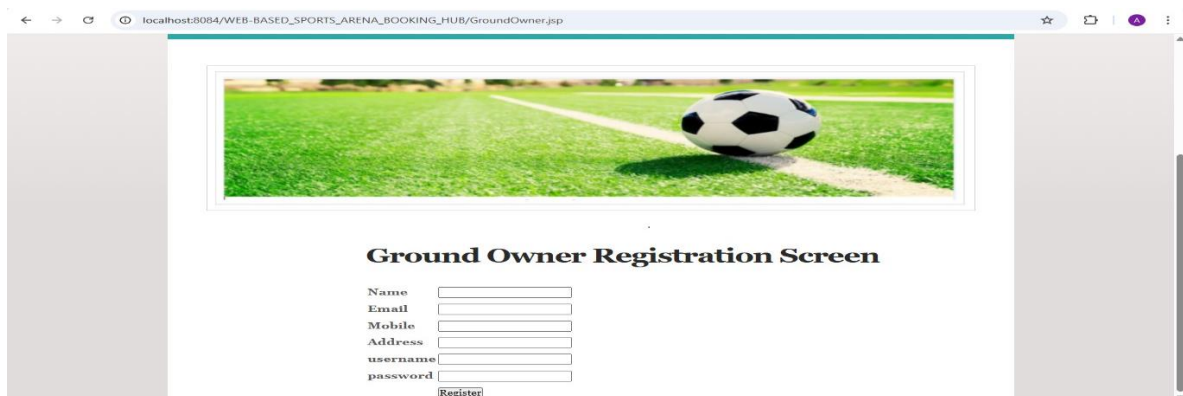 localhost:8084/WEB-BASED_SPORTS_ARENA_BOOKING_HUB/GroundOwner.jsp
A
Ground Owner Registration Screen
Name
Email
Mobile
Address
username
password
Register